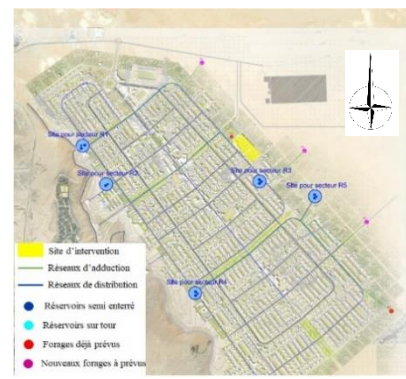 Site pour secteur R1
Site pour secteur R2
Site pour secteur R3
Site pour secteur R5
Site pour secteur R4
Site d'intervention
Réseaux d'adduction
Réseaux de distribution
Réservoirs semi enterré
Réservoirs sur tour
Forages déjà prévus
Nouveaux forages à prévus